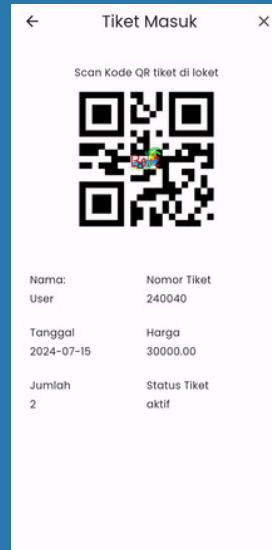 Tiket Masuk
Scan Kode QR tiket di loket
Nama:
User
Nomor Tiket
240040
Tanggal
2024-07-15
Harga
30000.00
Jumlah
2
Status Tiket
aktif